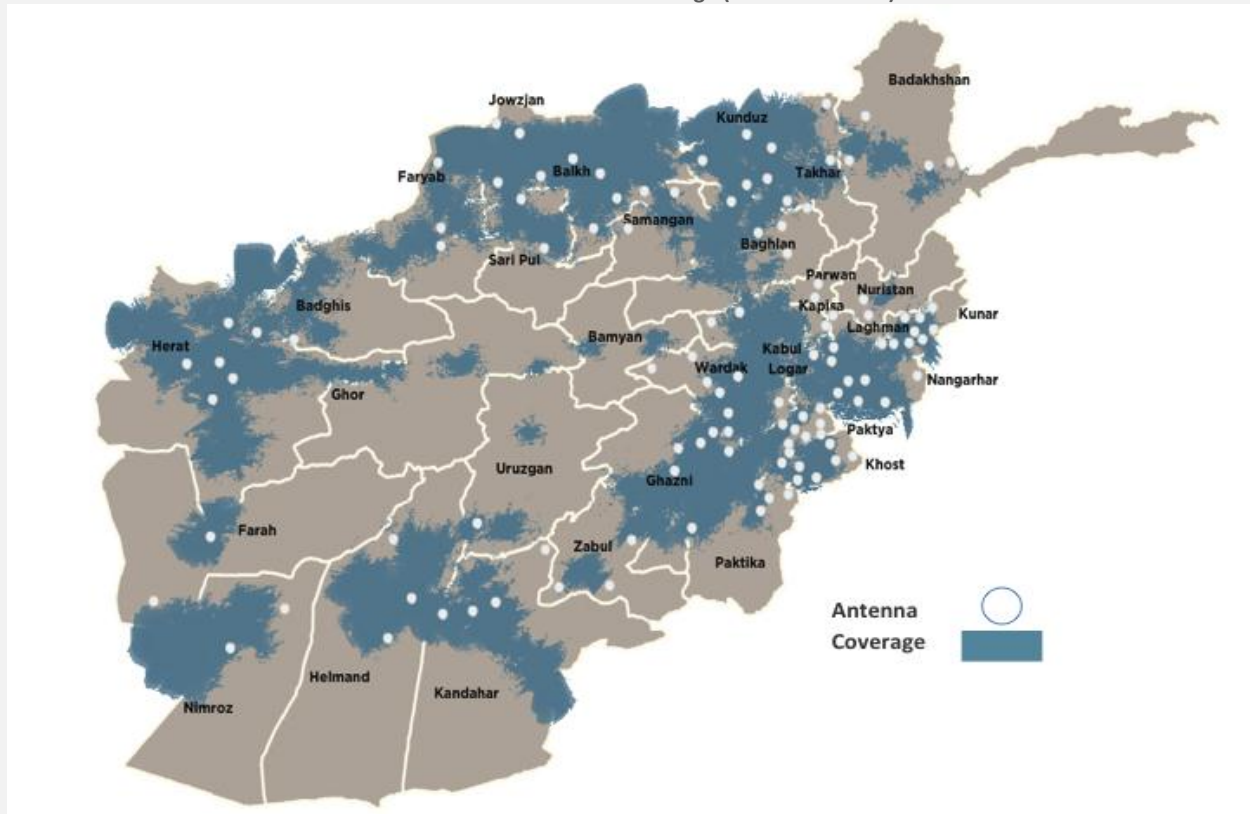 Badakhshan
Jowzjan
Kunduz
Faryab
Balkh
Takhar
Samangan
Baghlan
Sari Pul
Parwan
Nuristan
Badghis
Kapisa
Kunar
Laghman
Herat
Bamyan
Kabul
Wardak
Logar
Nangarhar
Ghor
Paktya
Khost
Uruzgan
Ghazni
Farah
Zabul
Paktika
Antenna
Coverage
Helmand
Kandahar
Nimroz